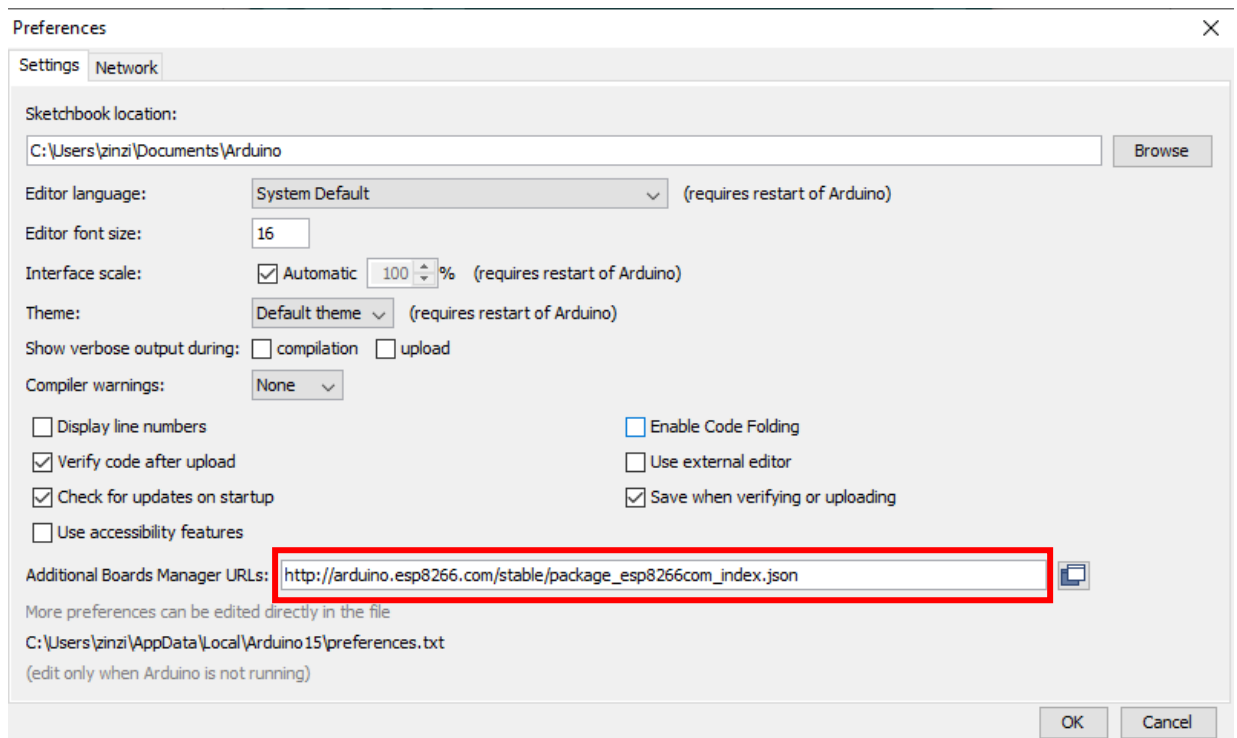 Preferences
Settings Network
Sketchbook location:
C:\Users\zinzi\Documents\Arduino Browse
Editor language: System Default (requires restart of Arduino)
Editor font size: 16
Interface scale: Automatic 100 % (requires restart of Arduino)
Theme: Default theme (requires restart of Arduino)
Show verbose output during: compilation upload
Compiler warnings: None
Display line numbers Enable Code Folding
Verify code after upload Use external editor
Check for updates on startup Save when verifying or uploading
Use accessibility features
Additional Boards Manager URLs: http://arduino.esp8266.com/stable/package_esp8266com_index.json
More preferences can be edited directly in the file
C:\Users\zinzi\AppData\Local\Arduino15\preferences.txt
(edit only when Arduino is not running)
OK Cancel